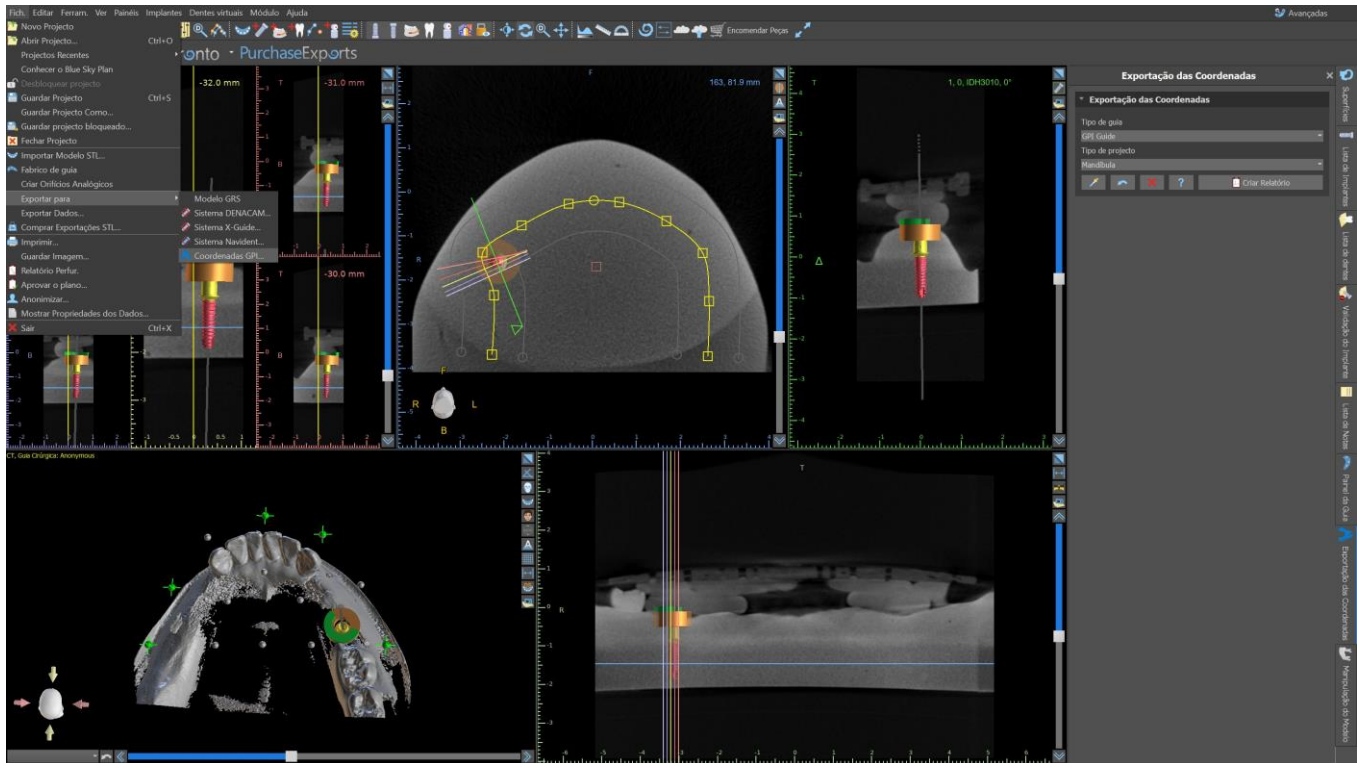 Fich. Editar Ferram. Ver Painéis Implantes Dentes virtuais Módulo Ajuda
Avançadas
Novo Projecto
Abrir Projecto... Ctrl+O
Projectos Recentes
Conhecer o Blue Sky Plan
Desbloquear projecto
Guardar Projecto Ctrl+S
Guardar Projecto Como...
Guardar projecto bloqueado...
Fechar Projecto
Importar Modelo STL...
Fabrico de guia
Criar Orifícios Analógicos
Exportar para
Exportar Dados...
Comprar Exportações STL...
Imprimir...
Guardar Imagem...
Relatório Perfur.
Aprovar o plano...
Anonimizar...
Mostrar Propriedades dos Dados...
Sair Ctrl+X
Modelo GRS
Sistema DENACAM...
Sistema X-Guide...
Sistema Navident...
Coordenadas GPI...
Encomendar Peças
onto PurchaseExports
-32.0 mm
-31.0 mm
-30.0 mm
163, 81.9 mm
1, 0, IDH3010, 0°
F
R
L
B
T
CT, Guia Cirúrgica: Anonymous
Exportação das Coordenadas
Exportação das Coordenadas
Tipo de guia
GPI Guide
Tipo de projecto
Mandíbula
? Criar Relatório
Superfícies
Lista de Implantes
Lista de dentes
Validação do Implante
Lista de Notas
Painel da Guia
Exportação das Coordenadas
Manipulação do Modelo